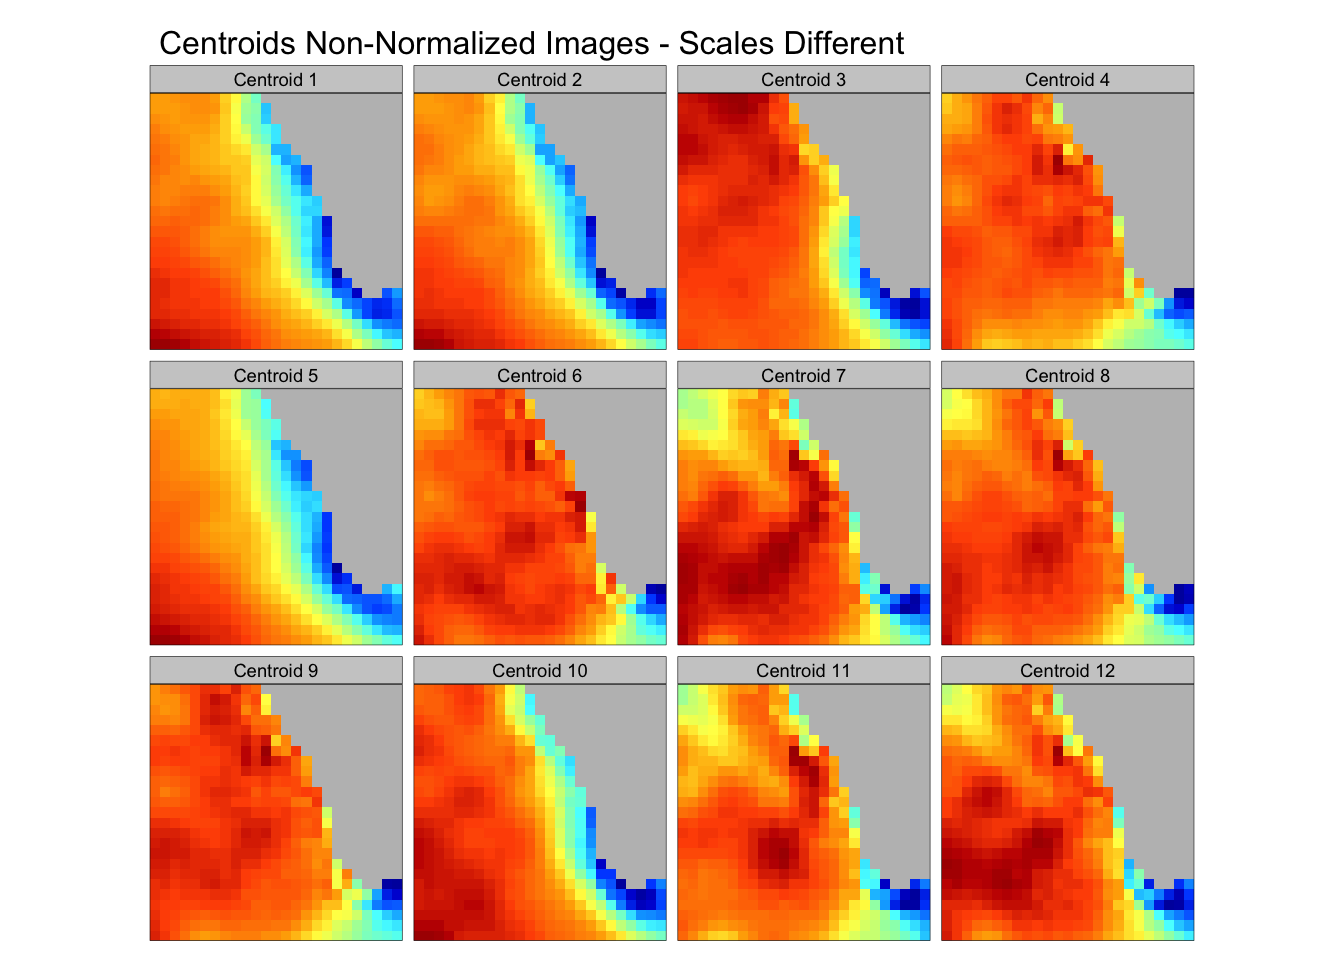 Centroids Non-Normalized Images - Scales Different
Centroid 1
Centroid 2
Centroid 3
Centroid 4
Centroid 5
Centroid 6
Centroid 7
Centroid 8
Centroid 9
Centroid 10
Centroid 11
Centroid 12